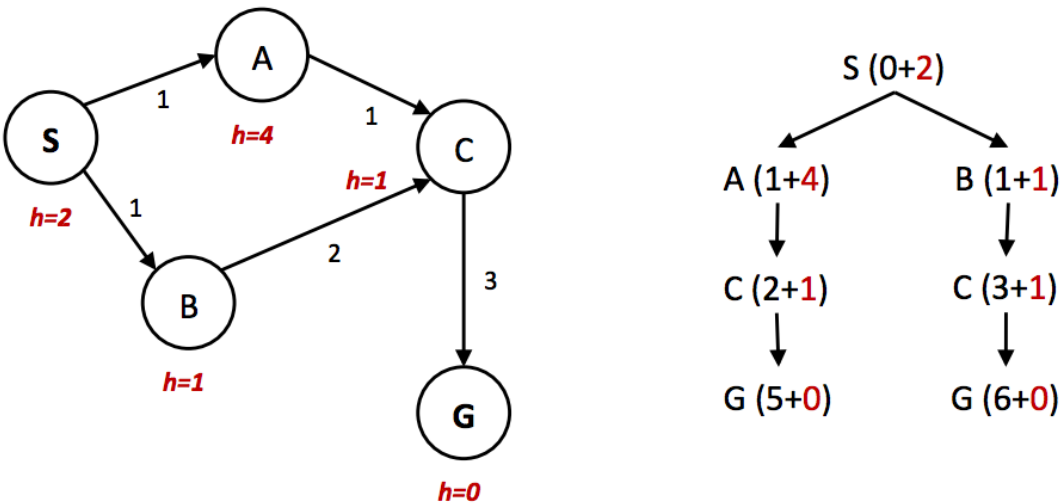 A
1
h=4
1
S
h=2
C
h=1
1
2
B
h=1
3
G
h=0
S (0+2)
A (1+4)
B (1+1)
C (2+1)
C (3+1)
G (5+0)
G (6+0)